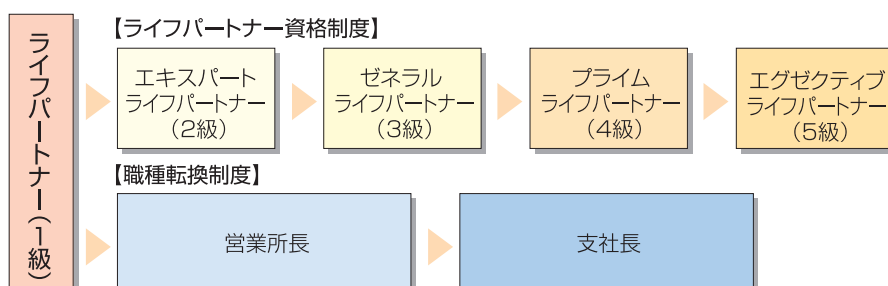 ライフパートナー(1級)
【ライフパートナー資格制度】
エキスパート
ライフパートナー
(2級)
ゼネラル
ライフパートナー
(3級)
プライム
ライフパートナー
(4級)
エグゼクティブ
ライフパートナー
(5級)
【職種転換制度】
営業所長
支社長